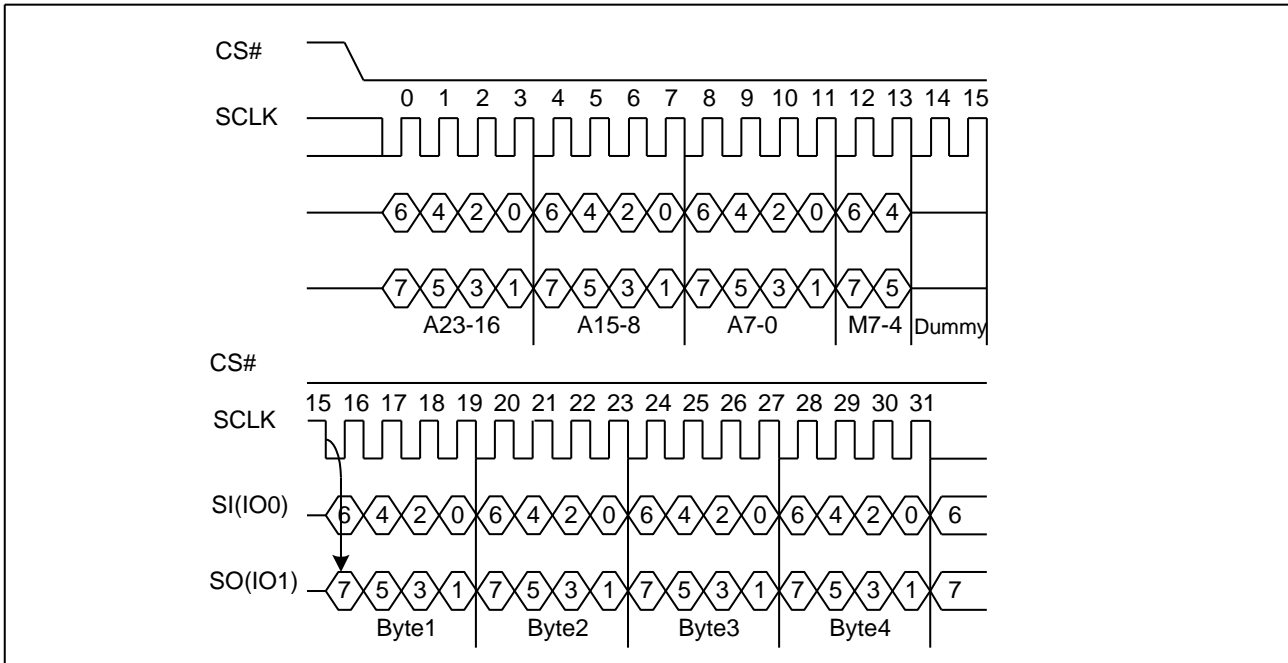 CS#
0 1 2 3 4 5 6 7 8 9 10 11 12 13 14 15
SCLK
6 4 2 0 6 4 2 0 6 4 2 0 6 4
7 5 3 1 7 5 3 1 7 5 3 1 7 5
A23-16 A15-8 A7-0 M7-4 Dummy
CS#
15 16 17 18 19 20 21 22 23 24 25 26 27 28 29 30 31
SCLK
SI(IO0) 6 4 2 0 6 4 2 0 6 4 2 0 6 4 2 0 6
SO(IO1) 7 5 3 1 7 5 3 1 7 5 3 1 7 5 3 1 7
Byte1 Byte2 Byte3 Byte4